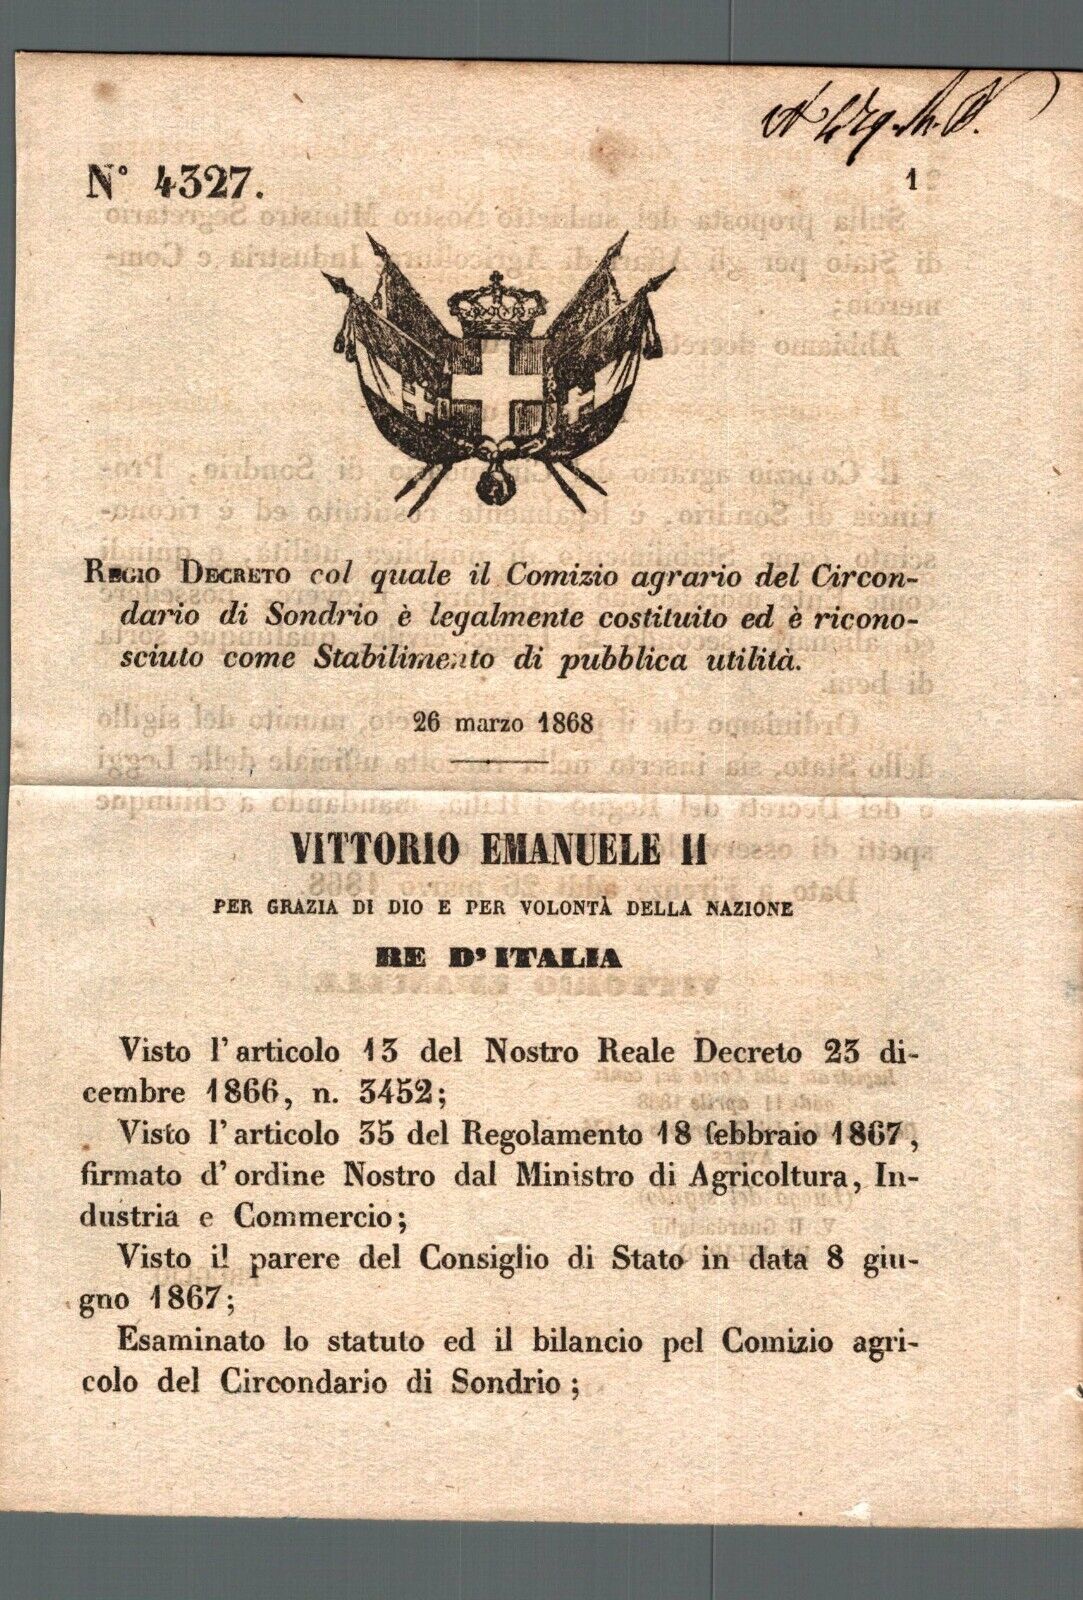 N° 4327.
1
REGIO DECRETO col quale il Comizio agrario del Circon-
dario di Sondrio è legalmente costituito ed è ricono-
sciuto come Stabilimento di pubblica utilità.
26 marzo 1868
VITTORIO EMANUELE II
PER GRAZIA DI DIO E PER VOLONTÀ DELLA NAZIONE
RE D'ITALIA
Visto l'articolo 13 del Nostro Reale Decreto 23 di-
cembre 1866, n. 3452;
Visto l'articolo 35 del Regolamento 18 febbraio 1867,
firmato d'ordine Nostro dal Ministro di Agricoltura, In-
dustria e Commercio;
Visto il parere del Consiglio di Stato in data 8 giu-
gno 1867;
Esaminato lo statuto ed il bilancio pel Comizio agri-
colo del Circondario di Sondrio;